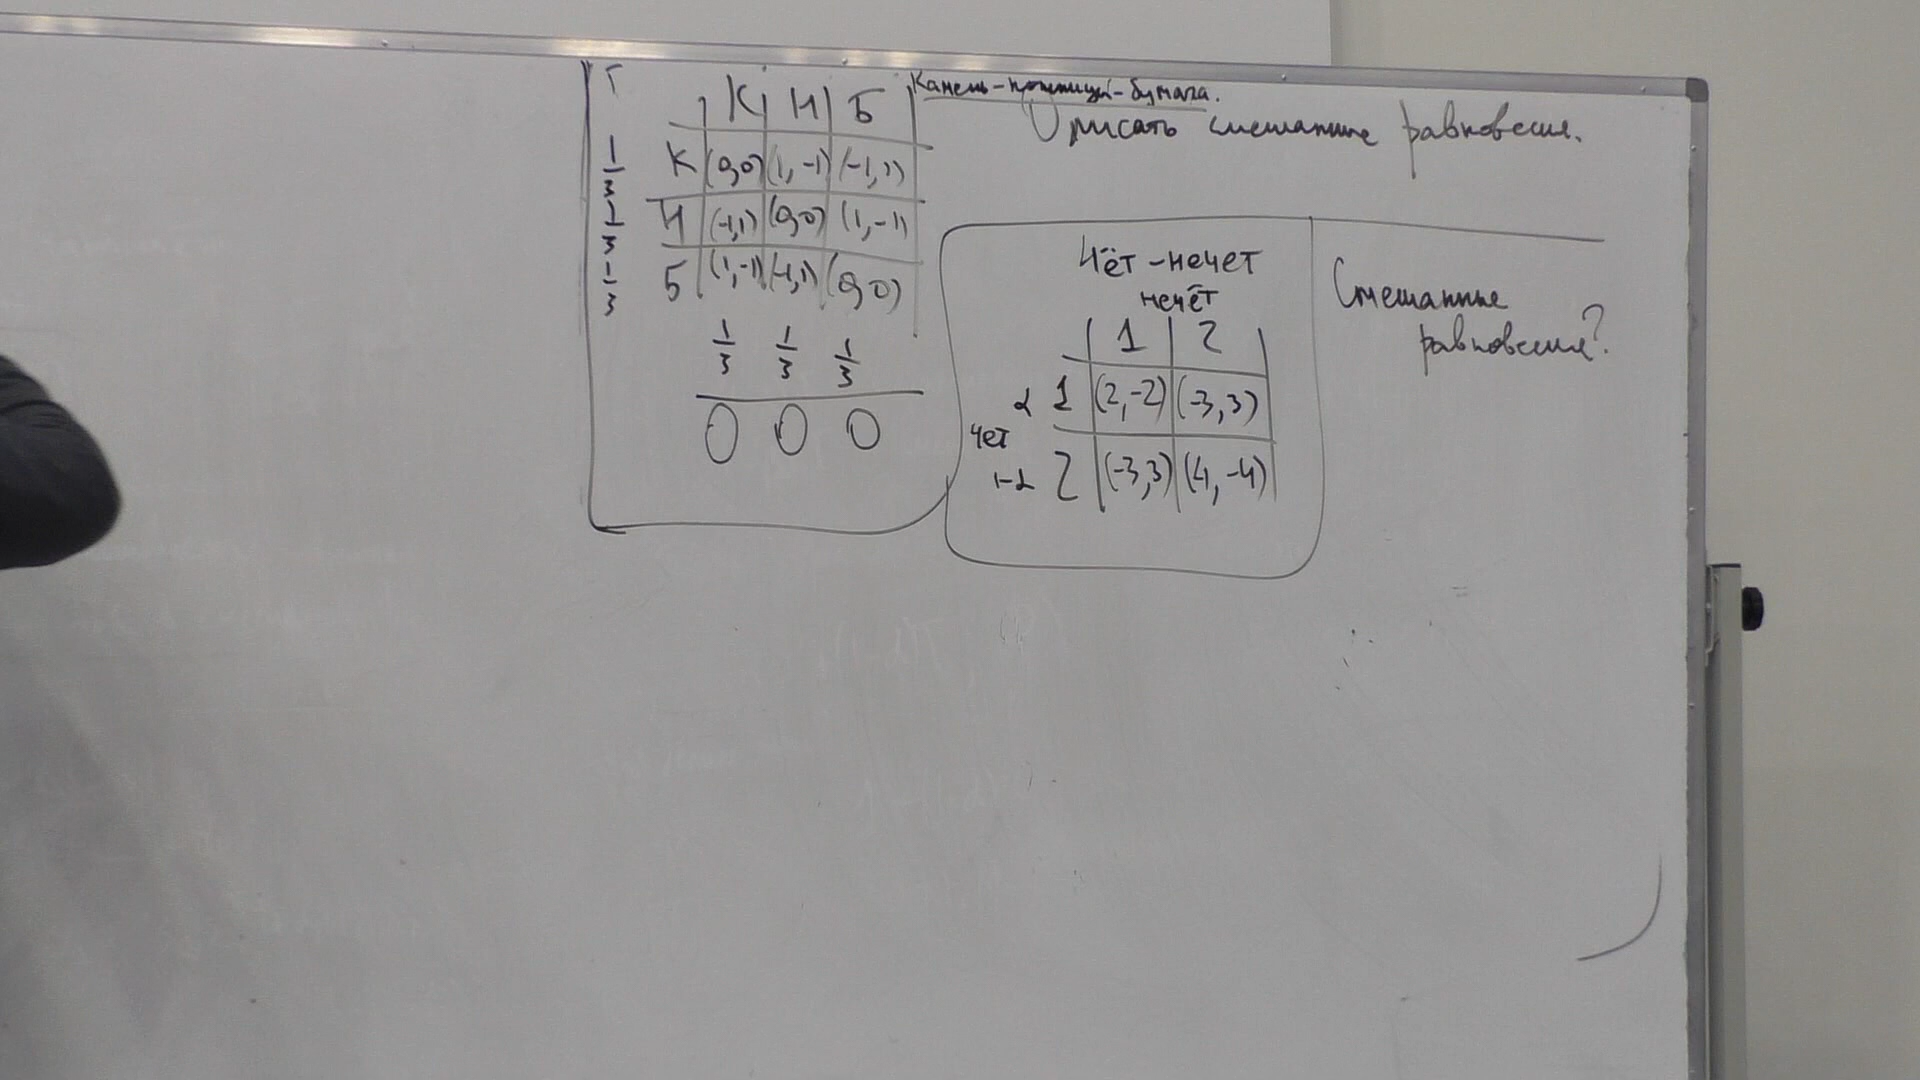 Камень-ножницы-бумага.
Описать смешанные равновесия.
К Н Б
К (0,0) (1,-1) (-1,1)
Н (-1,1) (0,0) (1,-1)
Б (1,-1) (-1,1) (0,0)
1/3
1/3
1/3
1/3 1/3 1/3
0 0 0
Чёт-нечет
нечёт
1 2
α 1 (2,-2) (-3,3)
чет
1-α 2 (-3,3) (4,-4)
Смешанные
равновесия?